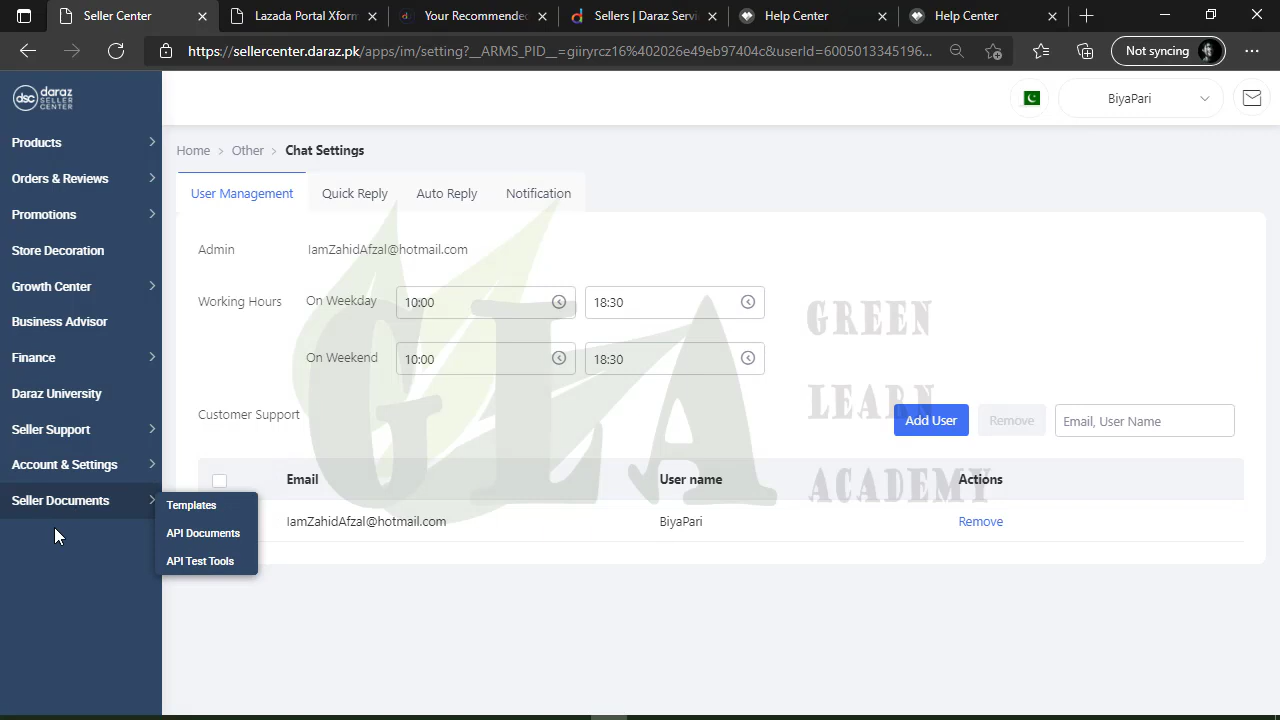 Seller Center
Lazada Portal Xform
Your Recommende
Sellers | Daraz Servi
Help Center
Help Center
https://sellercenter.daraz.pk/apps/im/setting?__ARMS_PID__=giiryrcz16%402026e49eb97404c&userId=6005013345196...
Not syncing
dsc daraz
SELLER
CENTER
BiyaPari
Products
Orders & Reviews
Promotions
Store Decoration
Growth Center
Business Advisor
Finance
Daraz University
Seller Support
Account & Settings
Seller Documents
Templates
API Documents
API Test Tools
Home > Other > Chat Settings
User Management
Quick Reply
Auto Reply
Notification
Admin
IamZahidAfzal@hotmail.com
Working Hours
On Weekday
10:00
18:30
On Weekend
10:00
18:30
Customer Support
Add User
Remove
Email, User Name
Email
User name
Actions
IamZahidAfzal@hotmail.com
BiyaPari
Remove
GLA
GREEN
LEARN
ACADEMY